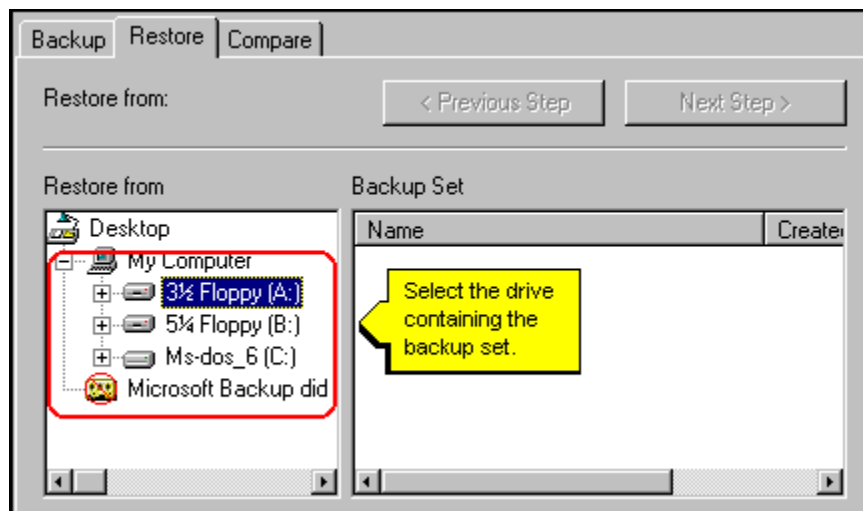 Backup Restore Compare
Restore from: < Previous Step Next Step >
Restore from Backup Set
Desktop
My Computer
3½ Floppy (A:)
5¼ Floppy (B:)
Ms-dos_6 (C:)
Microsoft Backup did
Name Create
Select the drive
containing the
backup set.